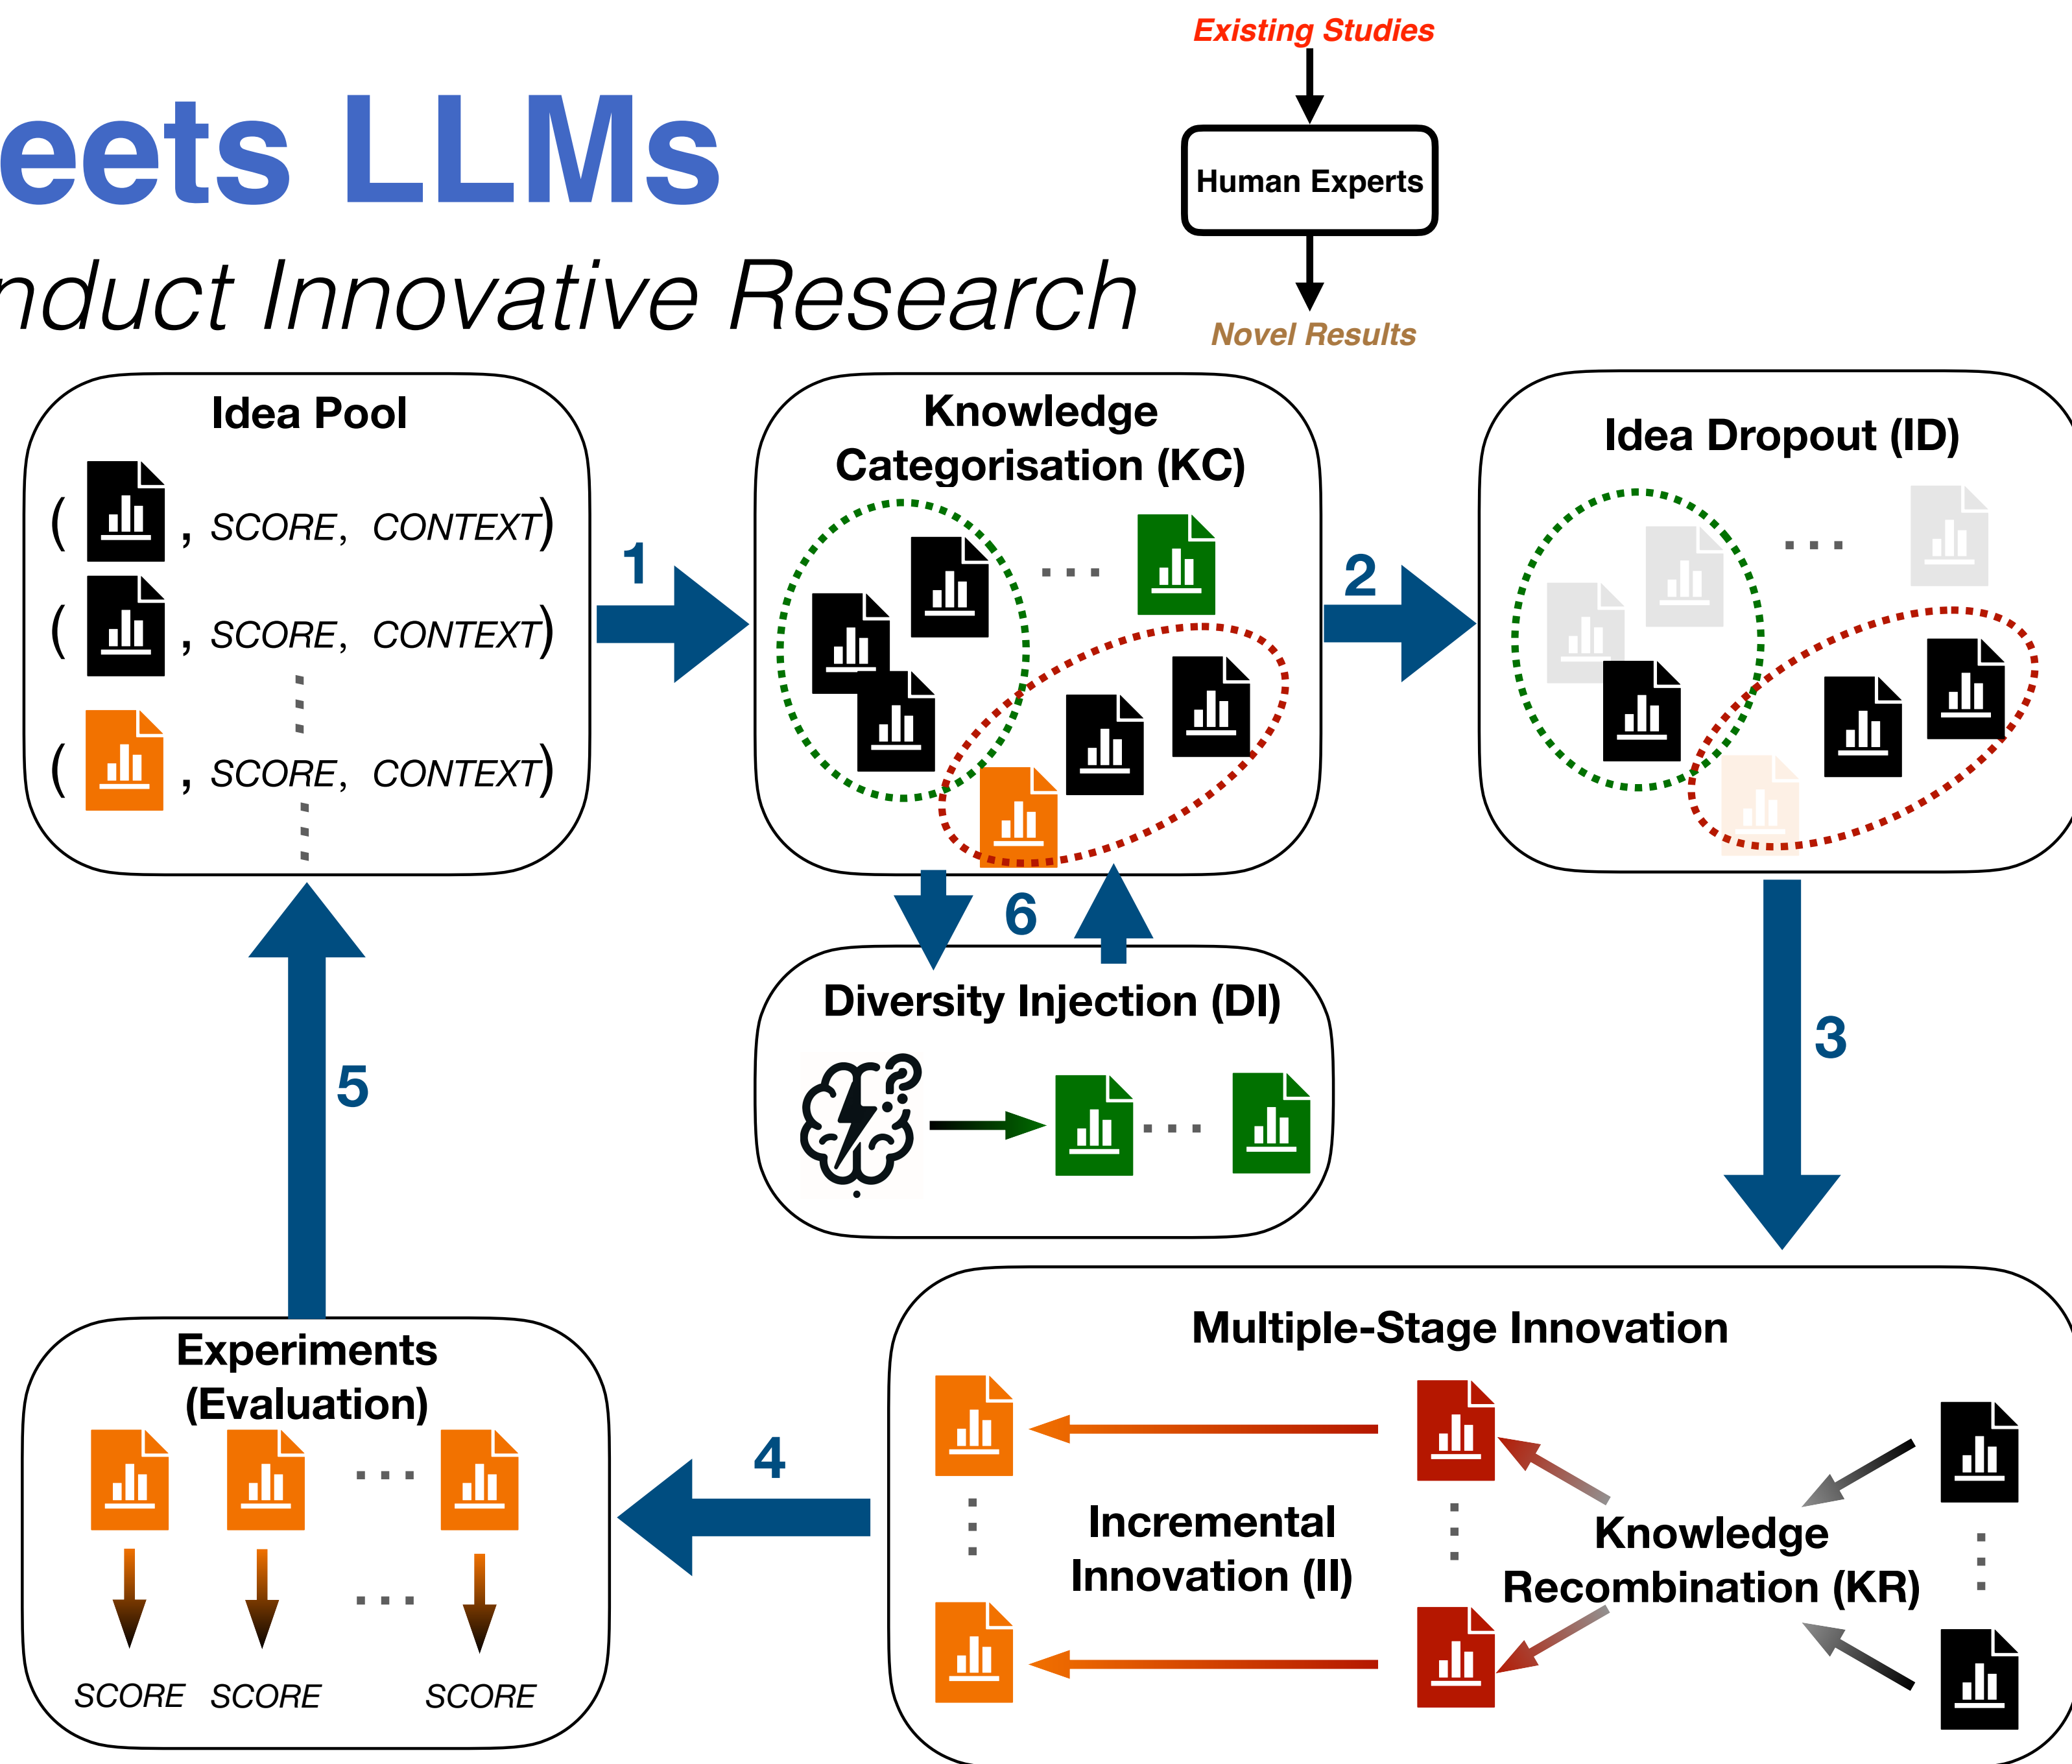 Existing Studies
eets LLMs
Human Experts
nduct Innovative Research
Novel Results
Idea Pool
( , SCORE, CONTEXT)
( , SCORE, CONTEXT)
( , SCORE, CONTEXT)
1
Knowledge
Categorisation (KC)
2
Idea Dropout (ID)
6
Diversity Injection (DI)
3
5
Experiments
(Evaluation)
SCORE SCORE SCORE
4
Multiple-Stage Innovation
Incremental
Innovation (II)
Knowledge
Recombination (KR)